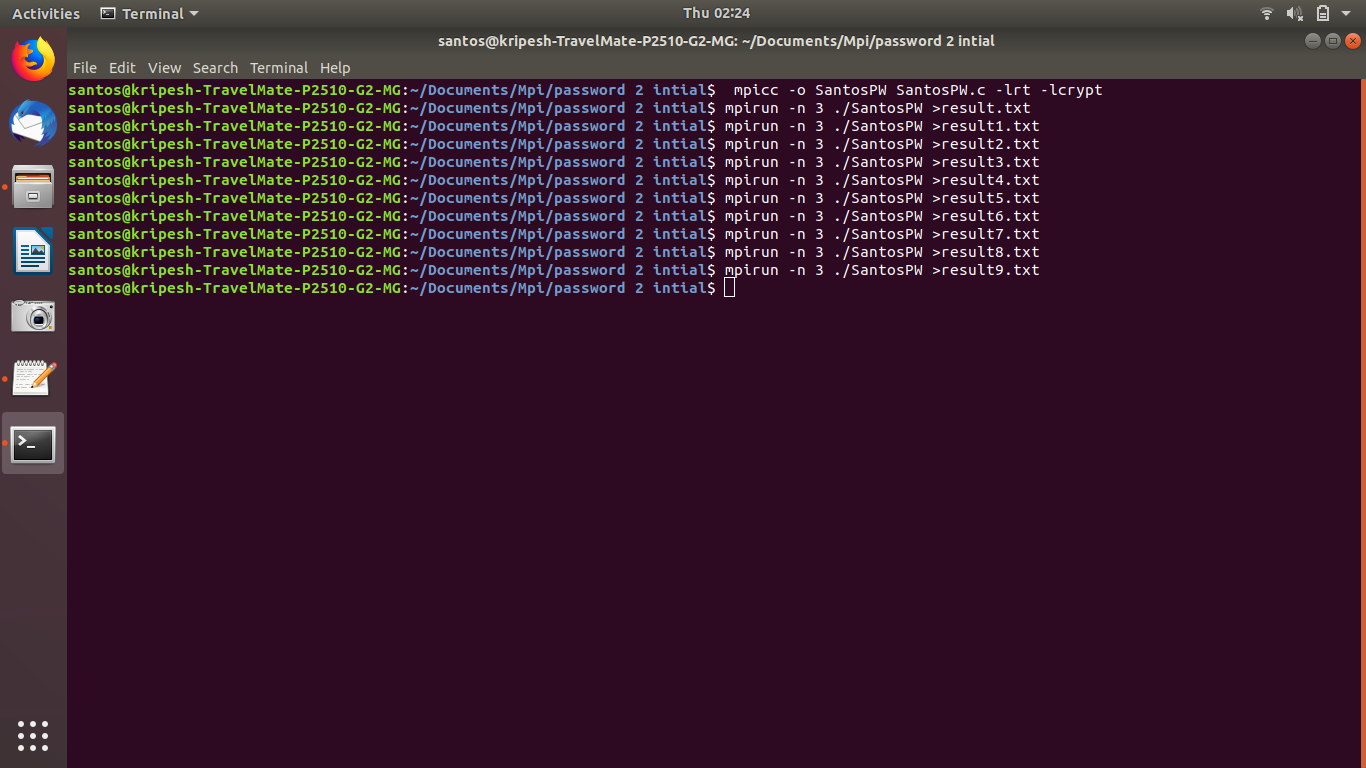 Activities Terminal Thu 02:24
santos@kripesh-TravelMate-P2510-G2-MG: ~/Documents/Mpi/password 2 intial
File Edit View Search Terminal Help
santos@kripesh-TravelMate-P2510-G2-MG:~/Documents/Mpi/password 2 intial$  mpicc -o SantosPW SantosPW.c -lrt -lcrypt
santos@kripesh-TravelMate-P2510-G2-MG:~/Documents/Mpi/password 2 intial$ mpirun -n 3 ./SantosPW >result.txt
santos@kripesh-TravelMate-P2510-G2-MG:~/Documents/Mpi/password 2 intial$ mpirun -n 3 ./SantosPW >result1.txt
santos@kripesh-TravelMate-P2510-G2-MG:~/Documents/Mpi/password 2 intial$ mpirun -n 3 ./SantosPW >result2.txt
santos@kripesh-TravelMate-P2510-G2-MG:~/Documents/Mpi/password 2 intial$ mpirun -n 3 ./SantosPW >result3.txt
santos@kripesh-TravelMate-P2510-G2-MG:~/Documents/Mpi/password 2 intial$ mpirun -n 3 ./SantosPW >result4.txt
santos@kripesh-TravelMate-P2510-G2-MG:~/Documents/Mpi/password 2 intial$ mpirun -n 3 ./SantosPW >result5.txt
santos@kripesh-TravelMate-P2510-G2-MG:~/Documents/Mpi/password 2 intial$ mpirun -n 3 ./SantosPW >result6.txt
santos@kripesh-TravelMate-P2510-G2-MG:~/Documents/Mpi/password 2 intial$ mpirun -n 3 ./SantosPW >result7.txt
santos@kripesh-TravelMate-P2510-G2-MG:~/Documents/Mpi/password 2 intial$ mpirun -n 3 ./SantosPW >result8.txt
santos@kripesh-TravelMate-P2510-G2-MG:~/Documents/Mpi/password 2 intial$ mpirun -n 3 ./SantosPW >result9.txt
santos@kripesh-TravelMate-P2510-G2-MG:~/Documents/Mpi/password 2 intial$